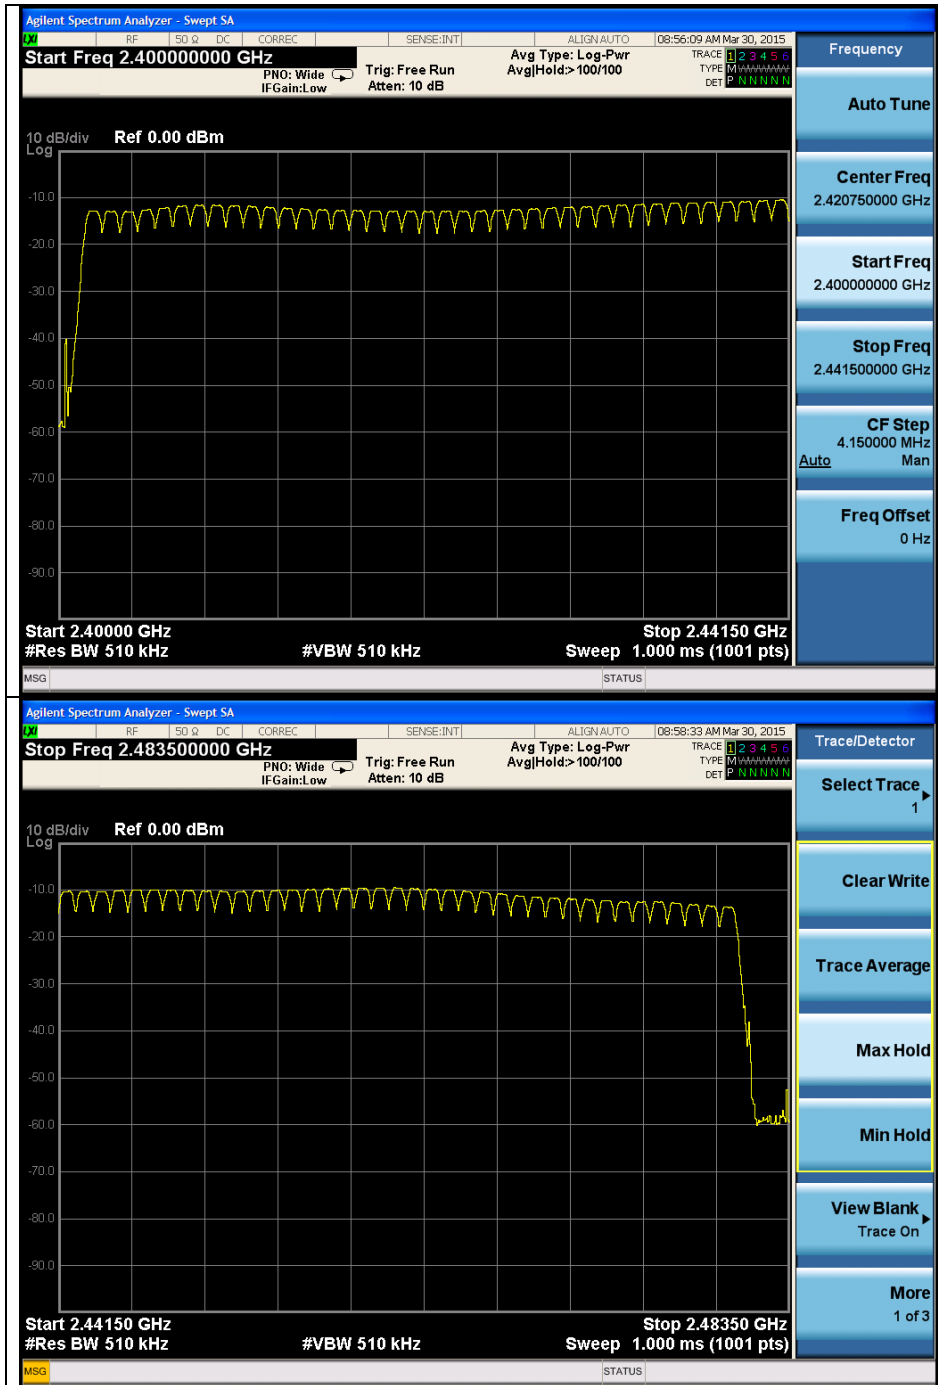 Agilent Spectrum Analyzer - Swept SA
LXI RF 50 Ω DC CORREC SENSE:INT ALIGN AUTO 08:56:09 AM Mar 30, 2015
Start Freq 2.400000000 GHz
PNO: Wide
IFGain:Low
Trig: Free Run
Atten: 10 dB
Avg Type: Log-Pwr
Avg|Hold:>100/100
TRACE 1 2 3 4 5 6
TYPE M W W W W W
DET P N N N N N
10 dB/div Ref 0.00 dBm
Log
-10.0
-20.0
-30.0
-40.0
-50.0
-60.0
-70.0
-80.0
-90.0
Start 2.40000 GHz Stop 2.44150 GHz
#Res BW 510 kHz #VBW 510 kHz Sweep 1.000 ms (1001 pts)
MSG STATUS
Frequency
Auto Tune
Center Freq
2.420750000 GHz
Start Freq
2.400000000 GHz
Stop Freq
2.441500000 GHz
CF Step
4.150000 MHz
Auto Man
Freq Offset
0 Hz
Agilent Spectrum Analyzer - Swept SA
LXI RF 50 Ω DC CORREC SENSE:INT ALIGN AUTO 08:58:33 AM Mar 30, 2015
Stop Freq 2.483500000 GHz
PNO: Wide
IFGain:Low
Trig: Free Run
Atten: 10 dB
Avg Type: Log-Pwr
Avg|Hold:>100/100
TRACE 1 2 3 4 5 6
TYPE M W W W W W
DET P N N N N N
10 dB/div Ref 0.00 dBm
Log
-10.0
-20.0
-30.0
-40.0
-50.0
-60.0
-70.0
-80.0
-90.0
Start 2.44150 GHz Stop 2.48350 GHz
#Res BW 510 kHz #VBW 510 kHz Sweep 1.000 ms (1001 pts)
MSG STATUS
Trace/Detector
Select Trace
1
Clear Write
Trace Average
Max Hold
Min Hold
View Blank
Trace On
More
1 of 3